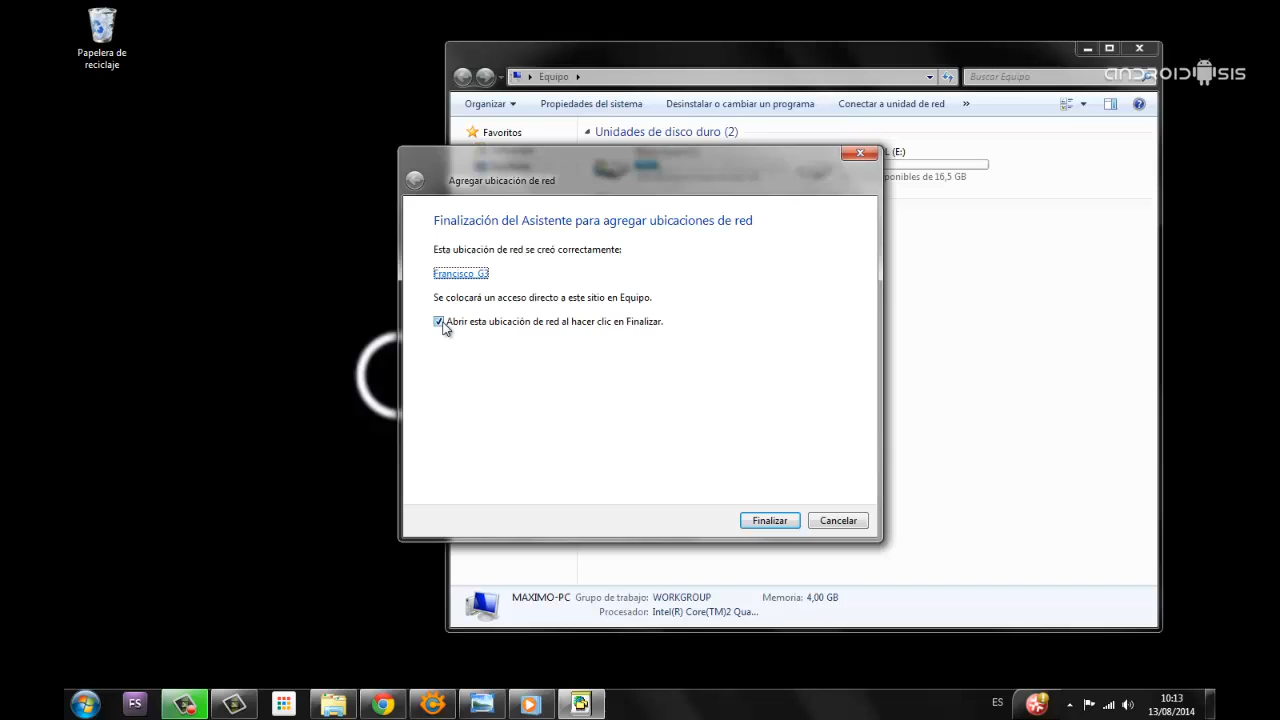 Papelera de
reciclaje
Equipo
Buscar Equipo
ANDROIDSIS
Organizar
Propiedades del sistema
Desinstalar o cambiar un programa
Conectar a unidad de red
»
Favoritos
Unidades de disco duro (2)
L (E:)
ponibles de 16,5 GB
Agregar ubicación de red
Finalización del Asistente para agregar ubicaciones de red
Esta ubicación de red se creó correctamente:
Francisco G3
Se colocará un acceso directo a este sitio en Equipo.
Abrir esta ubicación de red al hacer clic en Finalizar.
Finalizar
Cancelar
MAXIMO-PC Grupo de trabajo: WORKGROUP Memoria: 4,00 GB
Procesador: Intel(R) Core(TM)2 Qua...
FS
ES
10:13
13/08/2014